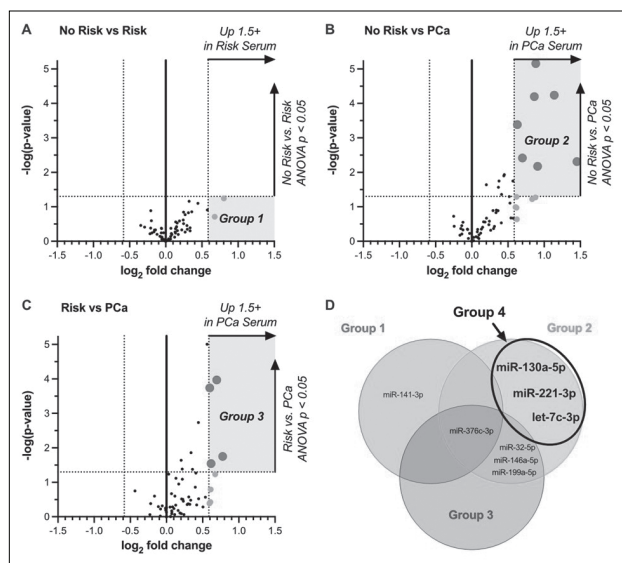 A
No Risk vs Risk
Up 1.5+
in Risk Serum
-log(p-value)
5
4
3
2
1
0
No Risk vs. Risk
ANOVA p < 0.05
Group 1
-1.5 -1.0 -0.5 0.0 0.5 1.0 1.5
log2 fold change
B
No Risk vs PCa
Up 1.5+
in PCa Serum
-log(p-value)
5
4
3
2
1
0
No Risk vs. PCa
ANOVA p < 0.05
Group 2
-1.5 -1.0 -0.5 0.0 0.5 1.0 1.5
log2 fold change
C
Risk vs PCa
Up 1.5+
in PCa Serum
-log(p-value)
5
4
3
2
1
0
Risk vs. PCa
ANOVA p < 0.05
Group 3
-1.5 -1.0 -0.5 0.0 0.5 1.0 1.5
log2 fold change
D
Group 4
Group 1
Group 2
miR-130a-5p
miR-221-3p
let-7c-3p
miR-141-3p
miR-376c-3p
miR-32-5p
miR-146a-5p
miR-199a-5p
Group 3